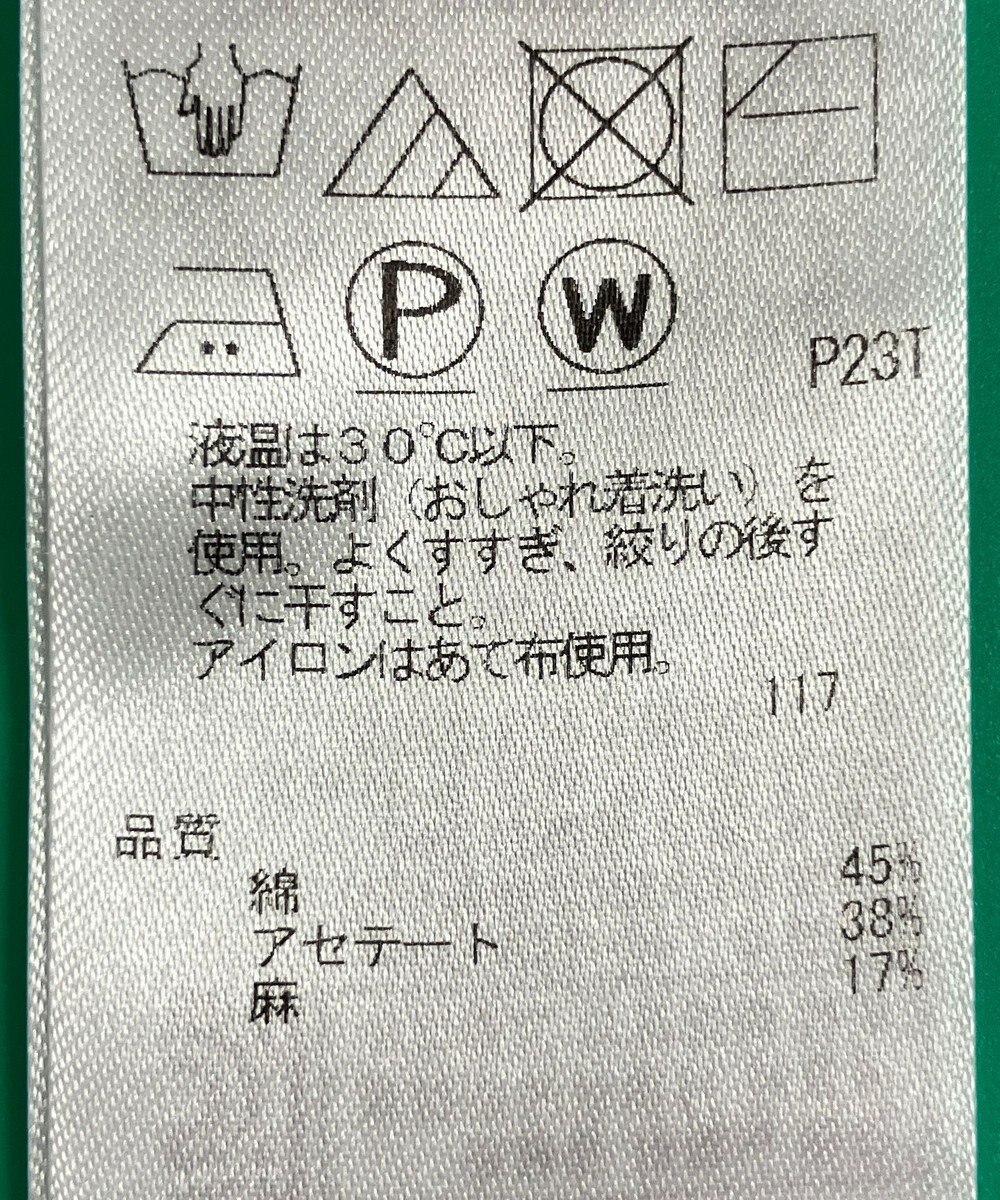 P W
P23T
液温は30℃以下。
中性洗剤（おしゃれ着洗い）を
使用。よくすすぎ、絞りの後す
ぐに干すこと。
アイロンはあて布使用。
117
品質
綿 45%
アセテート 38%
麻 17%